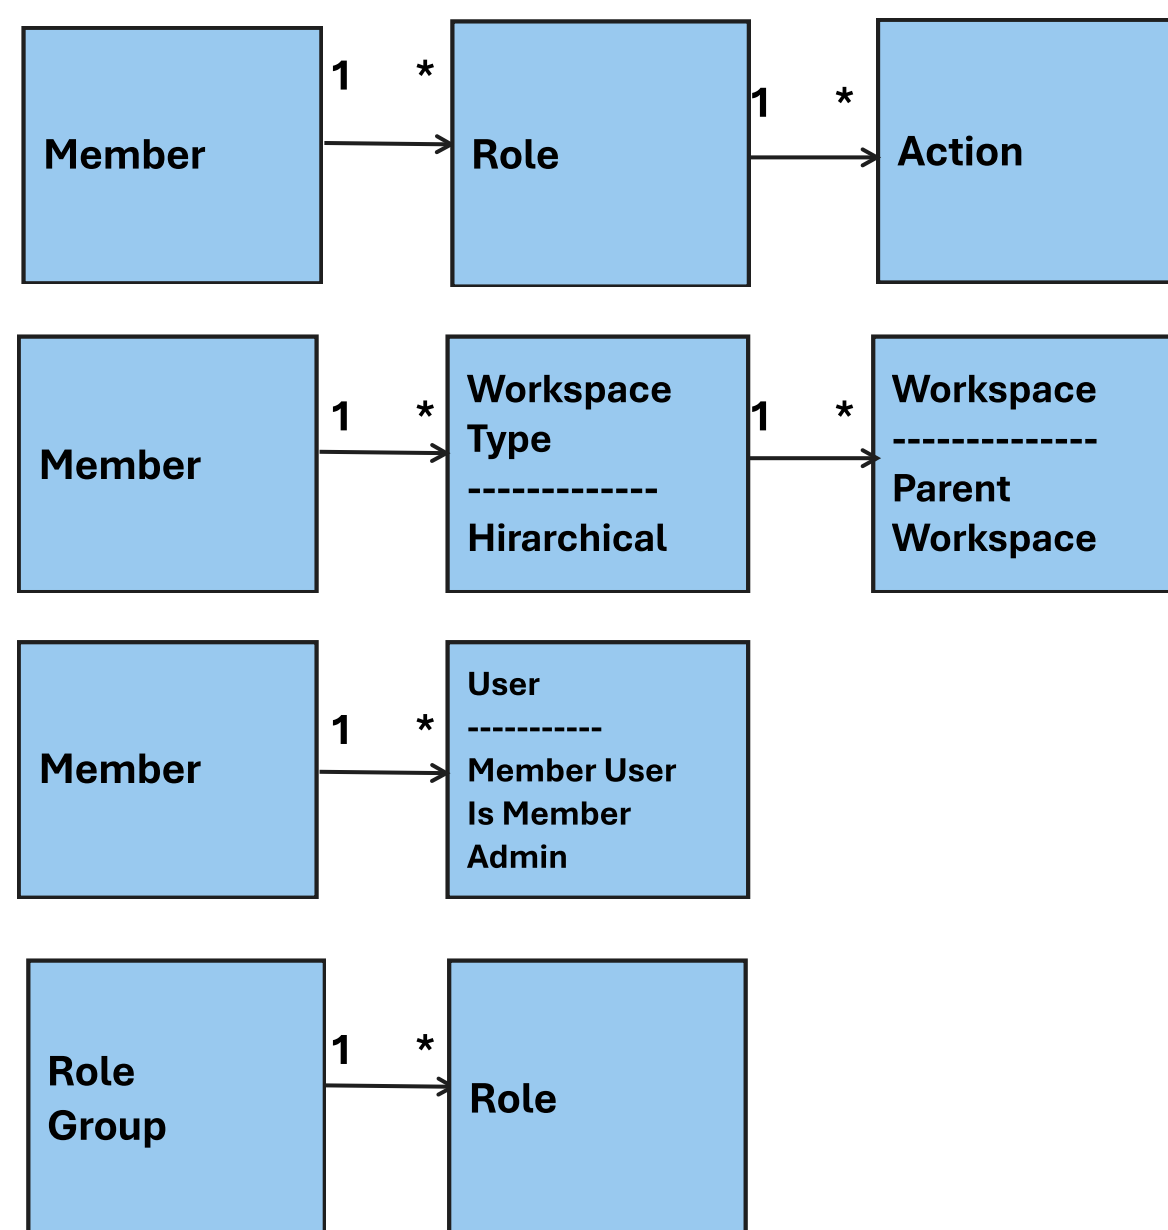 1 * 1 *
Member Role Action
1 * 1 *
Member
Workspace
Type
-------------
Hirarchical
Workspace
--------------
Parent
Workspace
1 *
Member
User
-----------
Member User
Is Member
Admin
1 *
Role
Group
Role